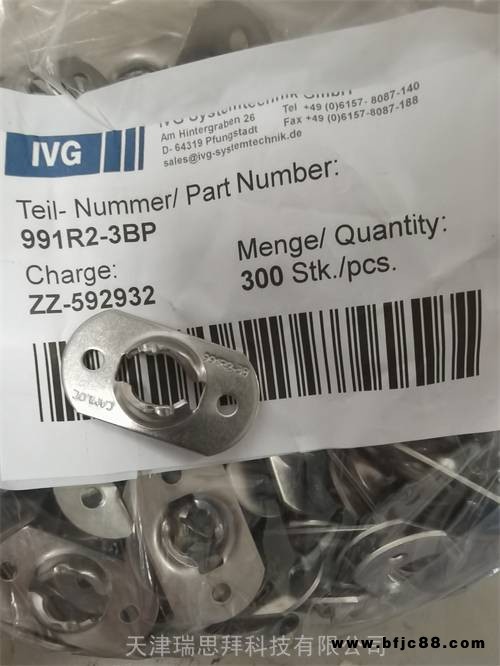 IVG
IVG Systemtechnik GmbH
Am Hintergraben 26
D- 64319 Pfungstadt
sales@ivg-systemtechnik.de
Tel +49 (0)6157- 8087-140
Fax +49 (0)6157- 8087-188
Teil- Nummer/ Part Number:
991R2-3BP
Charge:
ZZ-592932
Menge/ Quantity:
300 Stk./pcs.
CAMLOC
天津瑞思拜科技有限公司
www.bfjc88.com